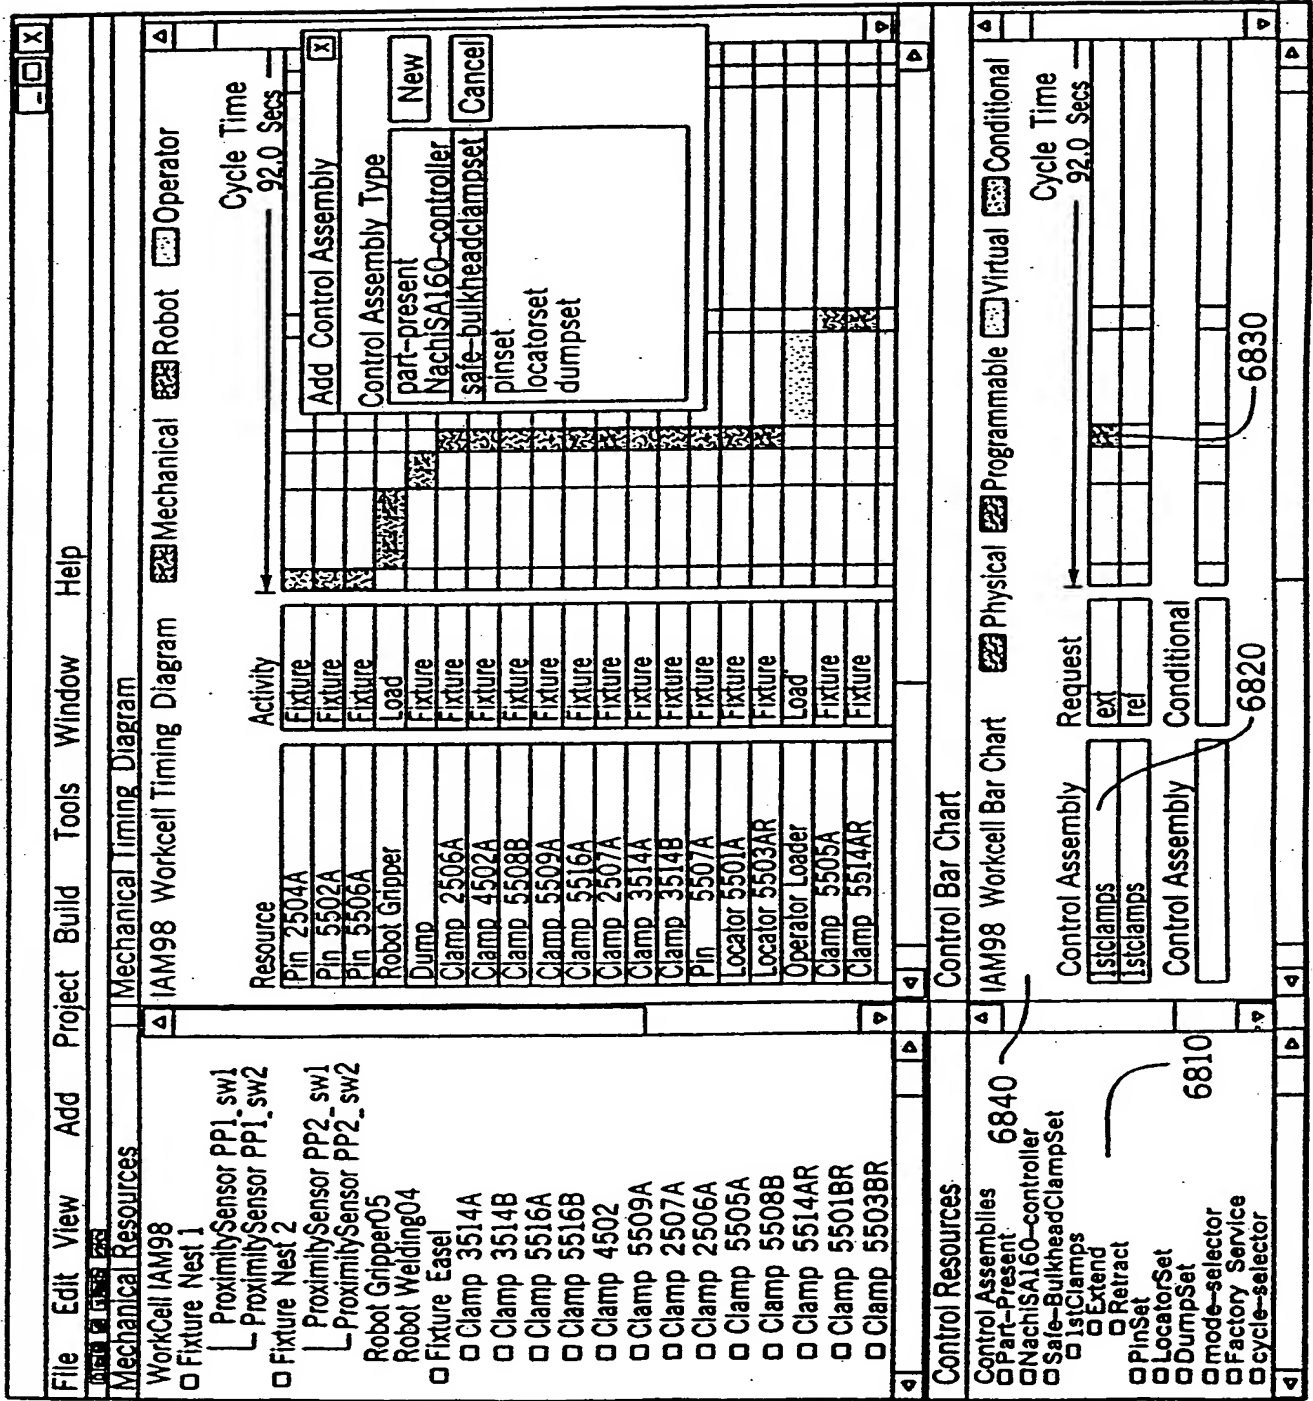 File Edit View Add Project Build Tools Window Help
Mechanical Resources
WorkCell IAM98
Fixture Nest 1
ProximitySensor PP1_sw1
ProximitySensor PP1_sw2
Fixture Nest 2
ProximitySensor PP2_sw1
ProximitySensor PP2_sw2
Robot Gripper05
Robot Welding04
Fixture Easel
Clamp 3514A
Clamp 3514B
Clamp 5516A
Clamp 5516B
Clamp 4502
Clamp 5509A
Clamp 2507A
Clamp 2506A
Clamp 5505A
Clamp 5508B
Clamp 5514AR
Clamp 5501BR
Clamp 5503BR
Mechanical Timing Diagram
IAM98 Workcell Timing Diagram Mechanical Robot Operator
Cycle Time
92.0 Secs
Resource Activity
Pin 2504A Fixture
Pin 5502A Fixture
Pin 5506A Fixture
Robot Gripper Load
Dump Fixture
Clamp 2506A Fixture
Clamp 4502A Fixture
Clamp 5508B Fixture
Clamp 5509A Fixture
Clamp 5516A Fixture
Clamp 2507A Fixture
Clamp 3514A Fixture
Clamp 3514B Fixture
Pin 5507A Fixture
Locator 5501A Fixture
Locator 5503AR Fixture
Operator Loader Load
Clamp 5505A Fixture
Clamp 5514AR Fixture
Add Control Assembly X
Control Assembly Type
part-present
NachiSA160-controller
safe-bulkheadclampset
pinset
locatorset
dumpset
New
Cancel
Control Resources
Control Assemblies
Part-Present
NachiSA160-controller
Safe-BulkheadClampSet
1stClamps
Extend
Retract
PinSet
LocatorSet
DumpSet
mode-selector
Factory Service
cycle-selector
6840
6810
Control Bar Chart
IAM98 Workcell Bar Chart Physical Programmable Virtual Conditional
Cycle Time
92.0 Secs
Control Assembly Request
1stclamps ext
1stclamps ret
Control Assembly Conditional
6820
6830